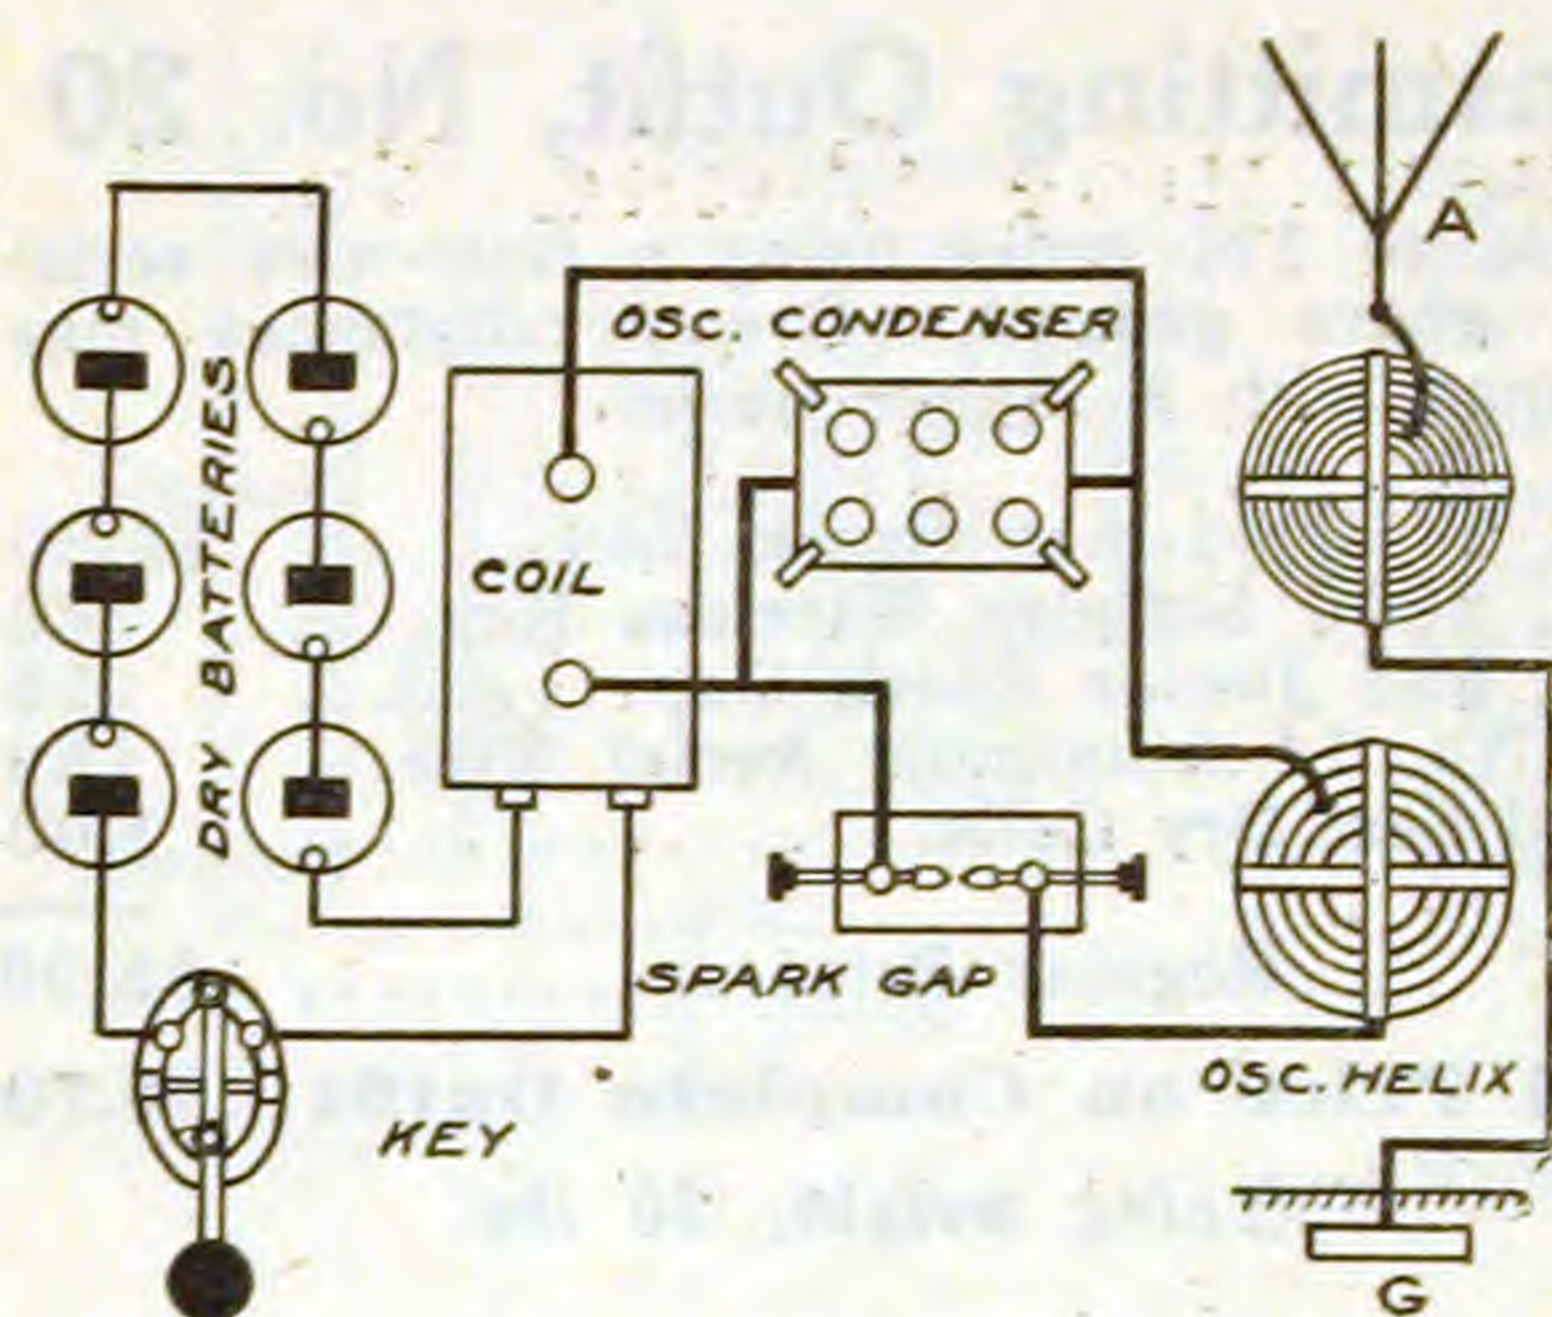 A
OSC. CONDENSER
DRY BATTERIES
COIL
SPARK GAP
OSC. HELIX
KEY
G